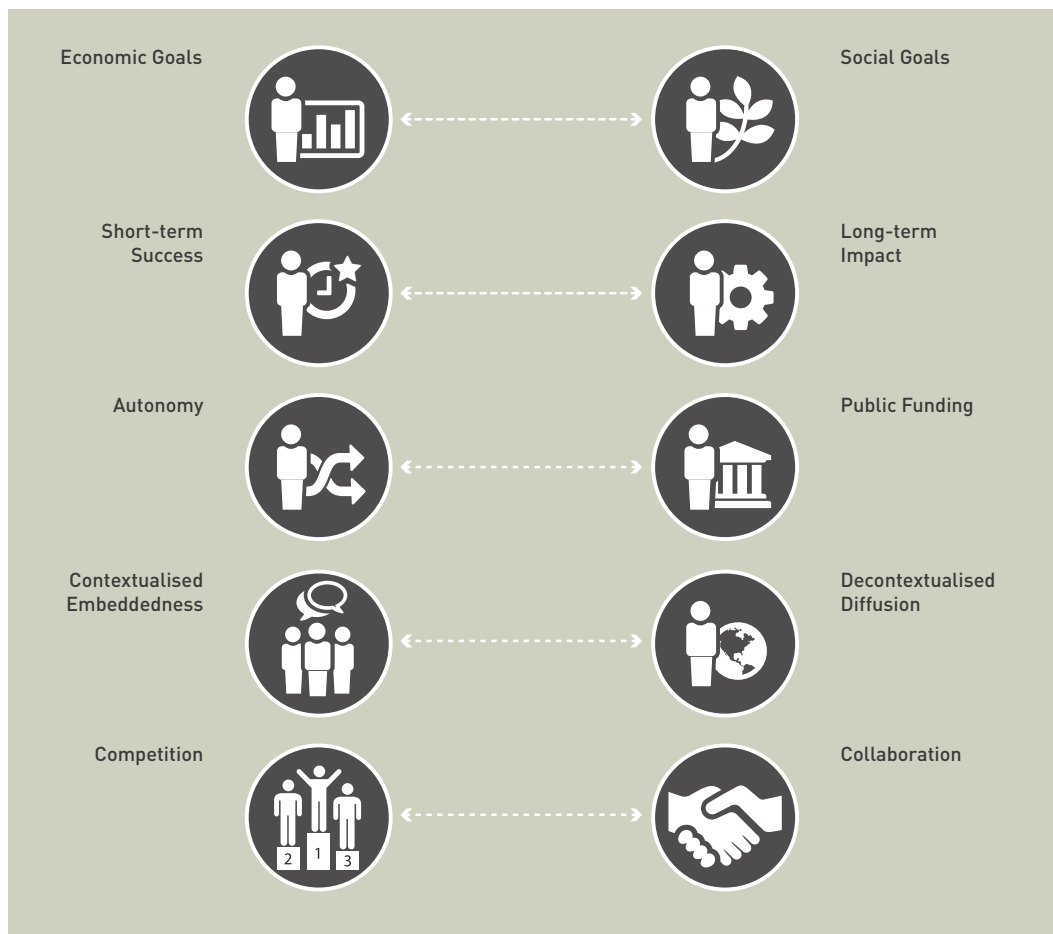 Economic Goals
Social Goals
Short-term
Success
Long-term
Impact
Autonomy
Public Funding
Contextualised
Embeddedness
Decontextualised
Diffusion
Competition
2 1 3
Collaboration